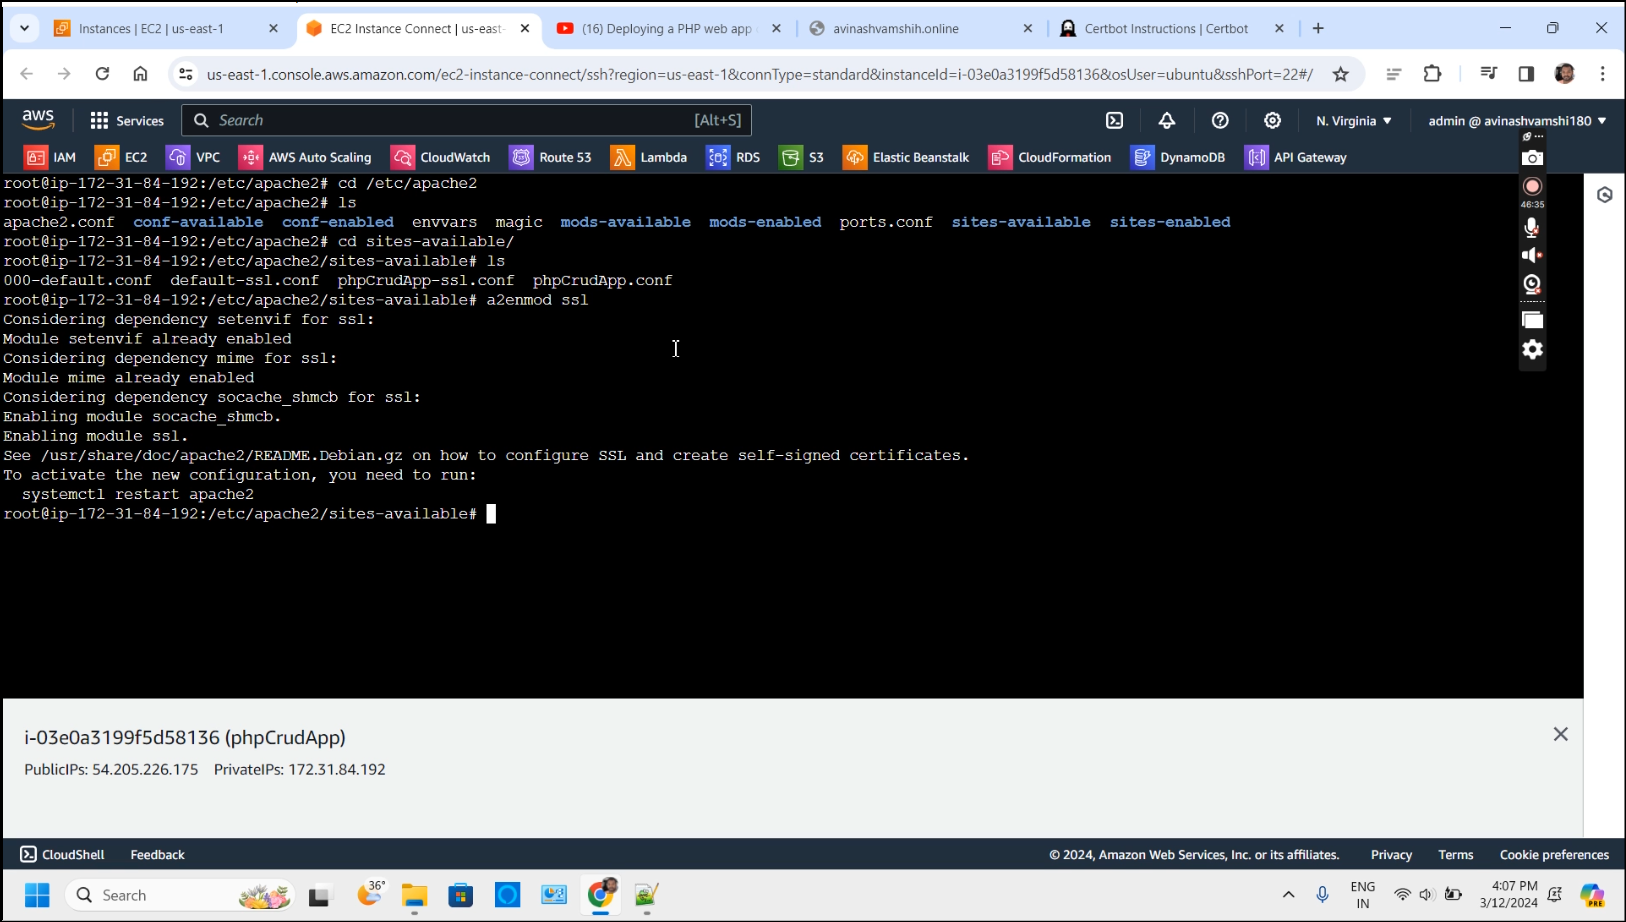 Instances | EC2 | us-east-1
EC2 Instance Connect | us-east-
(16) Deploying a PHP web app
avinashvamshih.online
Certbot Instructions | Certbot
us-east-1.console.aws.amazon.com/ec2-instance-connect/ssh?region=us-east-1&connType=standard&instanceId=i-03e0a3199f5d58136&osUser=ubuntu&sshPort=22#/
aws
Services
Search
[Alt+S]
N. Virginia
admin @ avinashvamshi180
IAM
EC2
VPC
AWS Auto Scaling
CloudWatch
Route 53
Lambda
RDS
S3
Elastic Beanstalk
CloudFormation
DynamoDB
API Gateway
46:35
root@ip-172-31-84-192:/etc/apache2# cd /etc/apache2
root@ip-172-31-84-192:/etc/apache2# ls
apache2.conf conf-available conf-enabled envvars magic mods-available mods-enabled ports.conf sites-available sites-enabled
root@ip-172-31-84-192:/etc/apache2# cd sites-available/
root@ip-172-31-84-192:/etc/apache2/sites-available# ls
000-default.conf default-ssl.conf phpCrudApp-ssl.conf phpCrudApp.conf
root@ip-172-31-84-192:/etc/apache2/sites-available# a2enmod ssl
Considering dependency setenvif for ssl:
Module setenvif already enabled
Considering dependency mime for ssl:
Module mime already enabled
Considering dependency socache_shmcb for ssl:
Enabling module socache_shmcb.
Enabling module ssl.
See /usr/share/doc/apache2/README.Debian.gz on how to configure SSL and create self-signed certificates.
To activate the new configuration, you need to run:
  systemctl restart apache2
root@ip-172-31-84-192:/etc/apache2/sites-available#
i-03e0a3199f5d58136 (phpCrudApp)
PublicIPs: 54.205.226.175 PrivateIPs: 172.31.84.192
CloudShell
Feedback
© 2024, Amazon Web Services, Inc. or its affiliates.
Privacy
Terms
Cookie preferences
Search
36°
ENG
IN
4:07 PM
3/12/2024
PRE